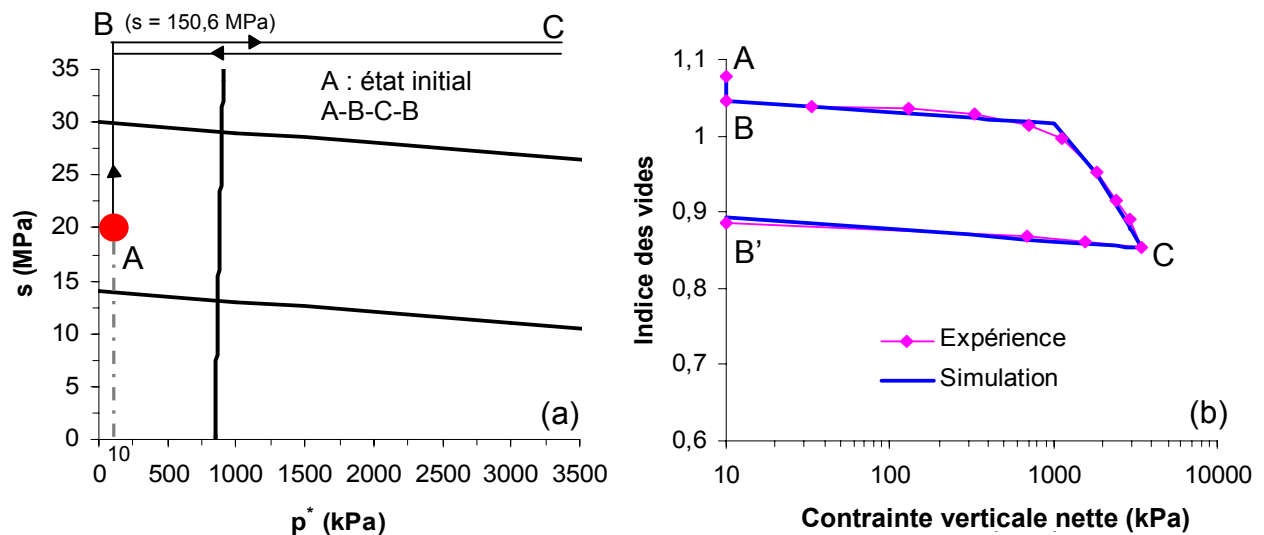 B (s = 150,6 MPa) C
A : état initial
A-B-C-B
35
30
25
20
15
10
5
0
s (MPa)
A
(a)
10
0 500 1000 1500 2000 2500 3000 3500
p* (kPa)
1,1
1
0,9
0,8
0,7
0,6
Indice des vides
A
B
B’
C
Expérience
Simulation
(b)
10 100 1000 10000
Contrainte verticale nette (kPa)